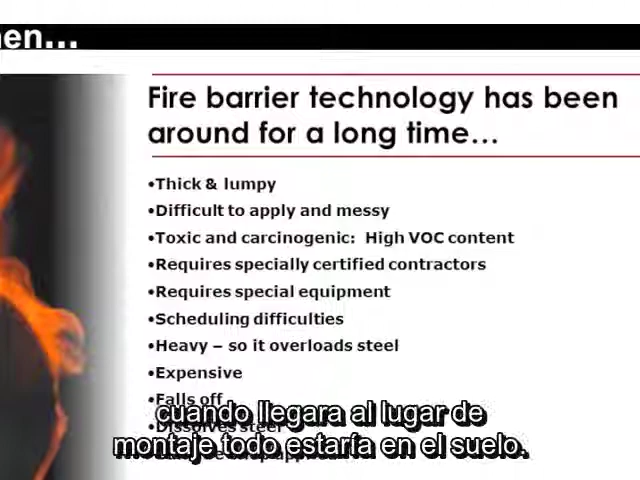 en...
Fire barrier technology has been
around for a long time...
•Thick & lumpy
•Difficult to apply and messy
•Toxic and carcinogenic: High VOC content
•Requires specially certified contractors
•Requires special equipment
•Scheduling difficulties
•Heavy – so it overloads steel
•Expensive
•Falls off
•Dissolves steel
cuando llegara al lugar de
montaje todo estaría en el suelo.